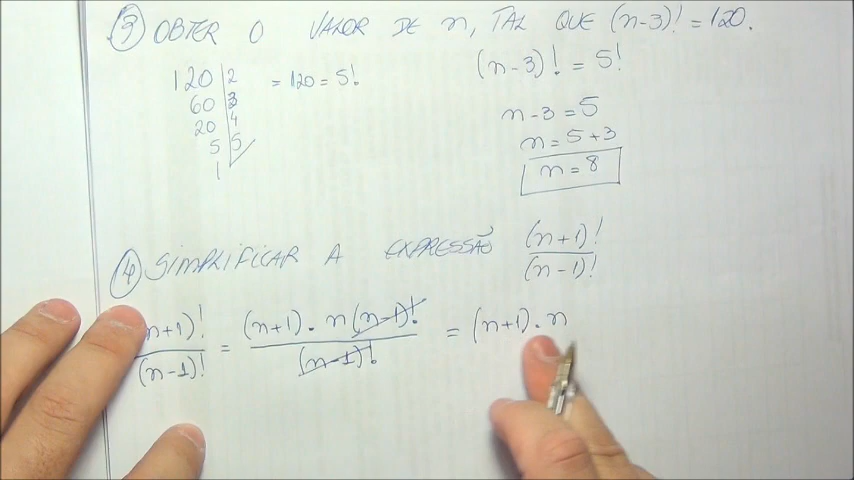 3 OBTER O VALOR DE n, TAL QUE (n-3)! = 120.
120 | 2 = 120 = 5!
60 | 3
20 | 4
5 | 5
1
(n-3)! = 5!
n-3 = 5
n = 5+3
n = 8
4 SIMPLIFICAR A EXPRESSÃO (n+1)!/(n-1)!
n+1)!/(n-1)! = (n+1) . n(n-1)!/(n-1)! = (n+1) . n